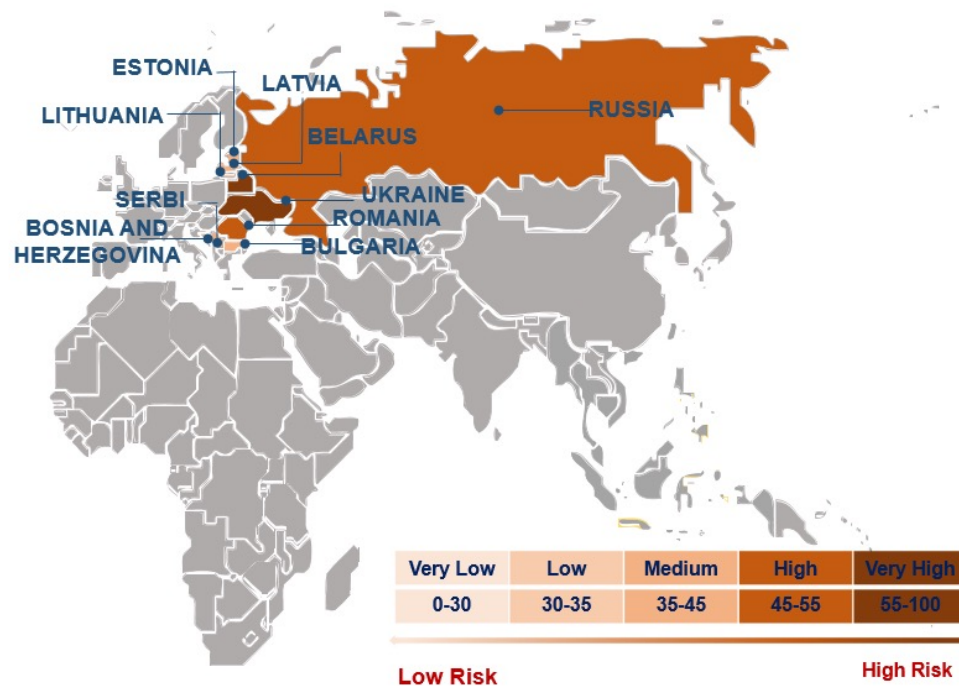 ESTONIA
LATVIA
LITHUANIA
RUSSIA
BELARUS
SERBI
UKRAINE
ROMANIA
BOSNIA AND
HERZEGOVINA
BULGARIA
Very Low Low Medium High Very High
0-30 30-35 35-45 45-55 55-100
Low Risk High Risk